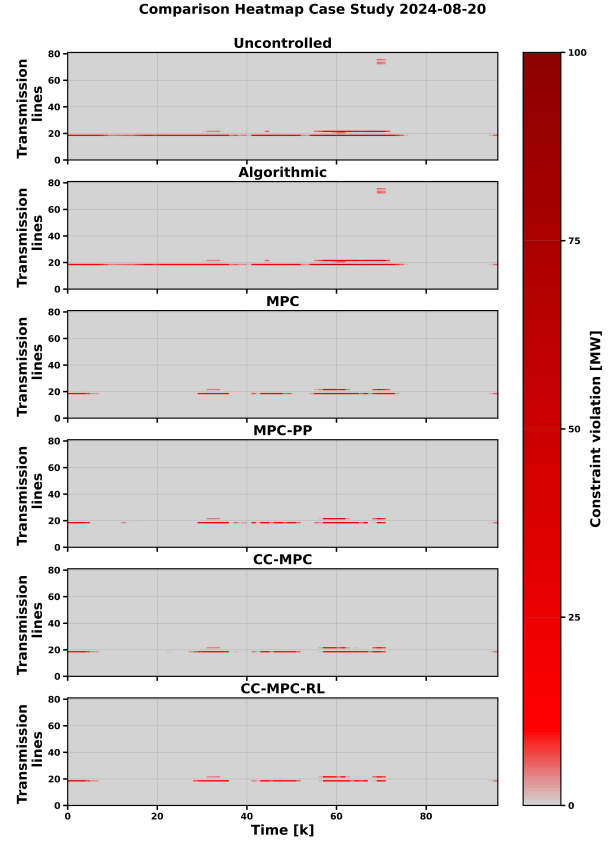 Comparison Heatmap Case Study 2024-08-20
Uncontrolled
Transmission
lines
80
60
40
20
0
Algorithmic
Transmission
lines
80
60
40
20
0
MPC
Transmission
lines
80
60
40
20
0
MPC-PP
Transmission
lines
80
60
40
20
0
CC-MPC
Transmission
lines
80
60
40
20
0
CC-MPC-RL
Transmission
lines
80
60
40
20
0
0 20 40 60 80
Time [k]
100
75
50
25
0
Constraint violation [MW]